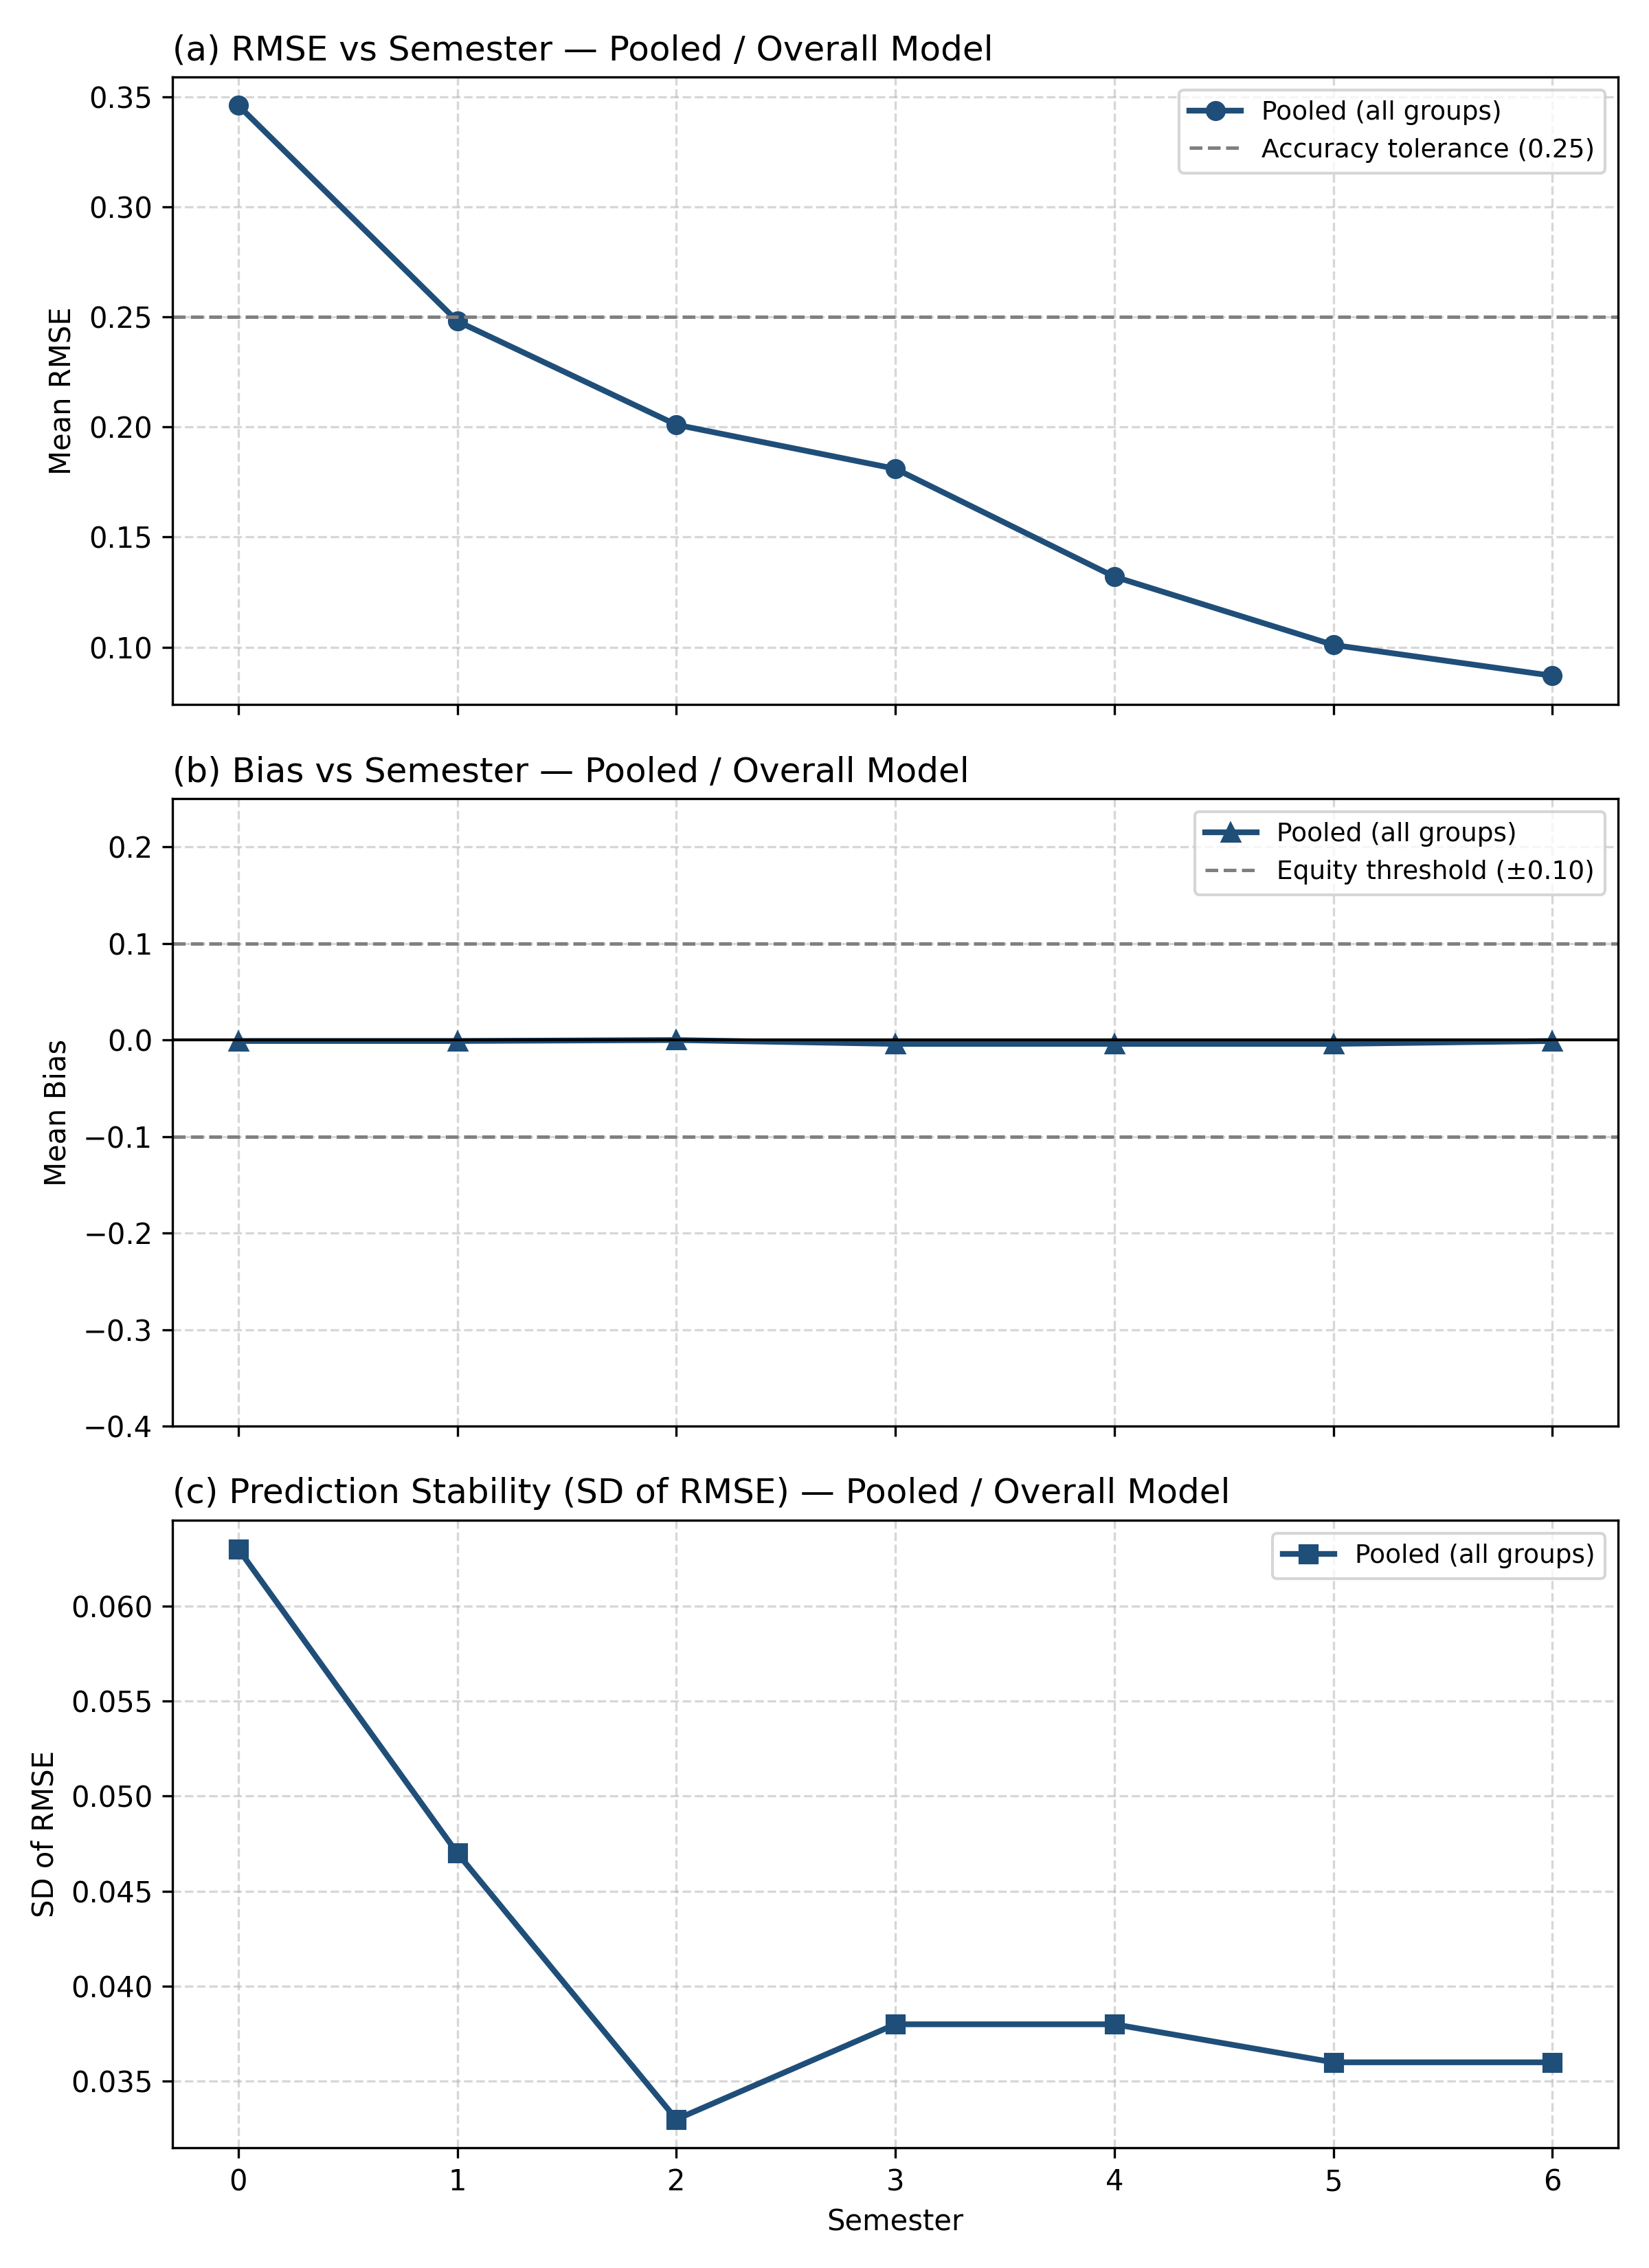 (a) RMSE vs Semester — Pooled / Overall Model
Pooled (all groups)
Accuracy tolerance (0.25)
Mean RMSE
0.35
0.30
0.25
0.20
0.15
0.10
(b) Bias vs Semester — Pooled / Overall Model
Pooled (all groups)
Equity threshold (±0.10)
Mean Bias
0.2
0.1
0.0
−0.1
−0.2
−0.3
−0.4
(c) Prediction Stability (SD of RMSE) — Pooled / Overall Model
Pooled (all groups)
SD of RMSE
0.060
0.055
0.050
0.045
0.040
0.035
0 1 2 3 4 5 6
Semester